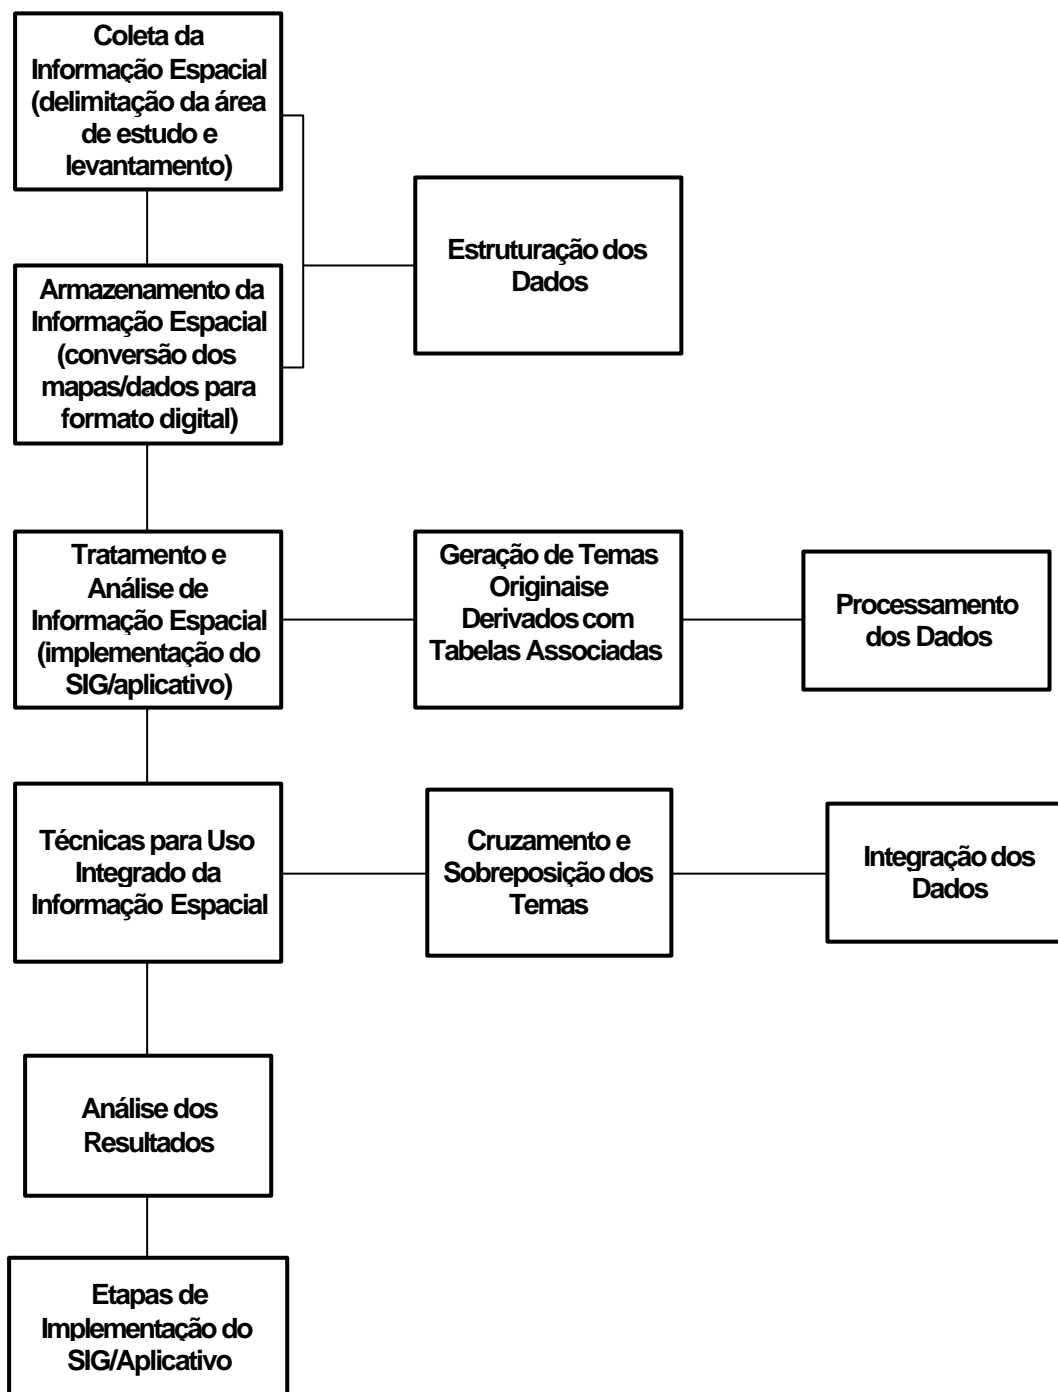 Coleta da
Informação Espacial
(delimitação da área
de estudo e
levantamento)
Estruturação dos
Dados
Armazenamento da
Informação Espacial
(conversão dos
mapas/dados para
formato digital)
Tratamento e
Análise de
Informação Espacial
(implementação do
SIG/aplicativo)
Geração de Temas
Originaise
Derivados com
Tabelas Associadas
Processamento
dos Dados
Técnicas para Uso
Integrado da
Informação Espacial
Cruzamento e
Sobreposição dos
Temas
Integração dos
Dados
Análise dos
Resultados
Etapas de
Implementação do
SIG/Aplicativo